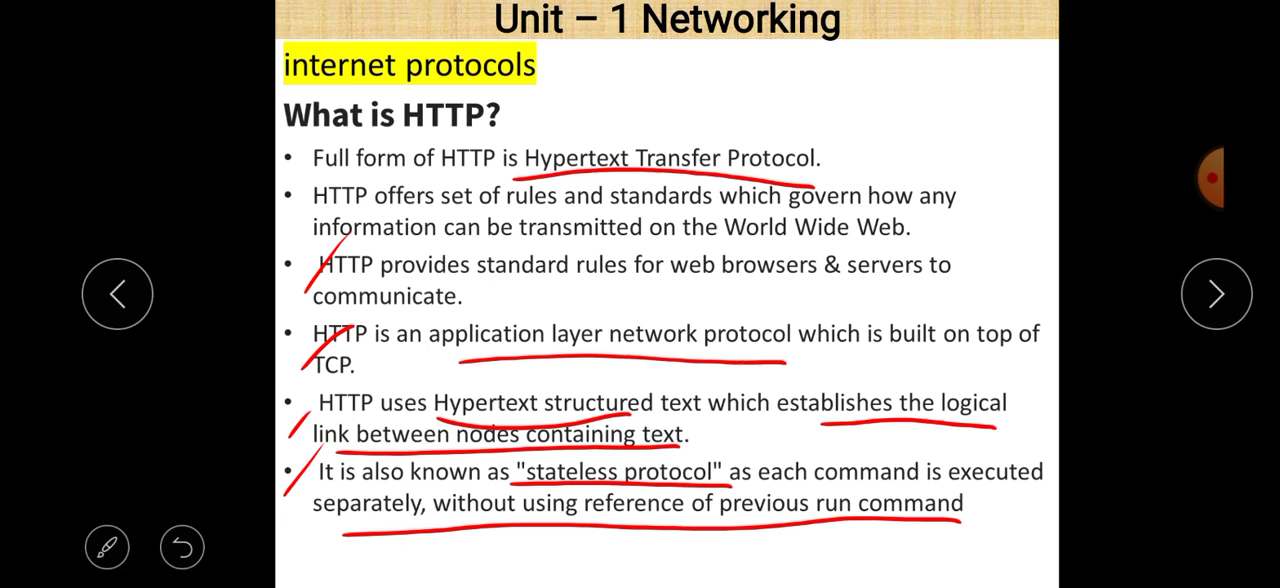 Unit – 1 Networking
internet protocols
What is HTTP?
• Full form of HTTP is Hypertext Transfer Protocol.
• HTTP offers set of rules and standards which govern how any
information can be transmitted on the World Wide Web.
• HTTP provides standard rules for web browsers & servers to
communicate.
• HTTP is an application layer network protocol which is built on top of
TCP.
• HTTP uses Hypertext structured text which establishes the logical
link between nodes containing text.
• It is also known as "stateless protocol" as each command is executed
separately, without using reference of previous run command